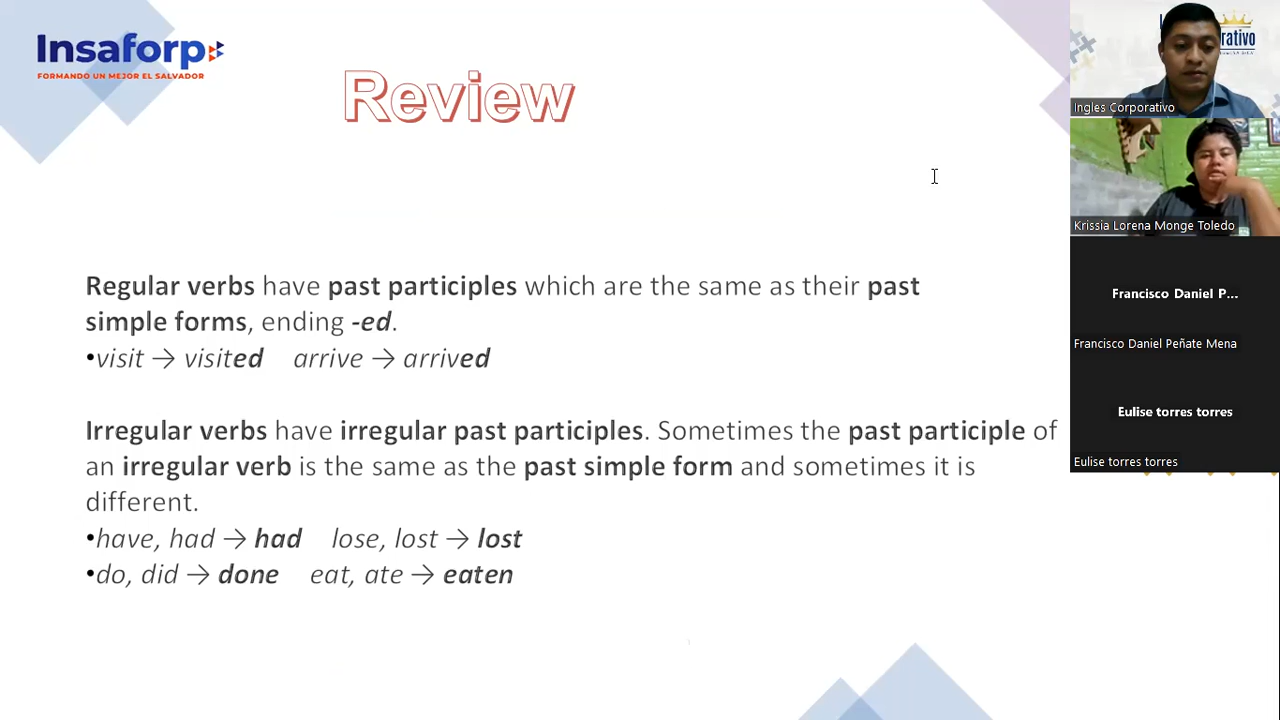 Insaforp
FORMANDO UN MEJOR EL SALVADOR
Review
Regular verbs have past participles which are the same as their past
simple forms, ending -ed.
•visit → visited arrive → arrived
Irregular verbs have irregular past participles. Sometimes the past participle of
an irregular verb is the same as the past simple form and sometimes it is
different.
•have, had → had lose, lost → lost
•do, did → done eat, ate → eaten
Ingles Corporativo
Krissia Lorena Monge Toledo
Francisco Daniel P...
Francisco Daniel Peñate Mena
Eulise torres torres
Eulise torres torres